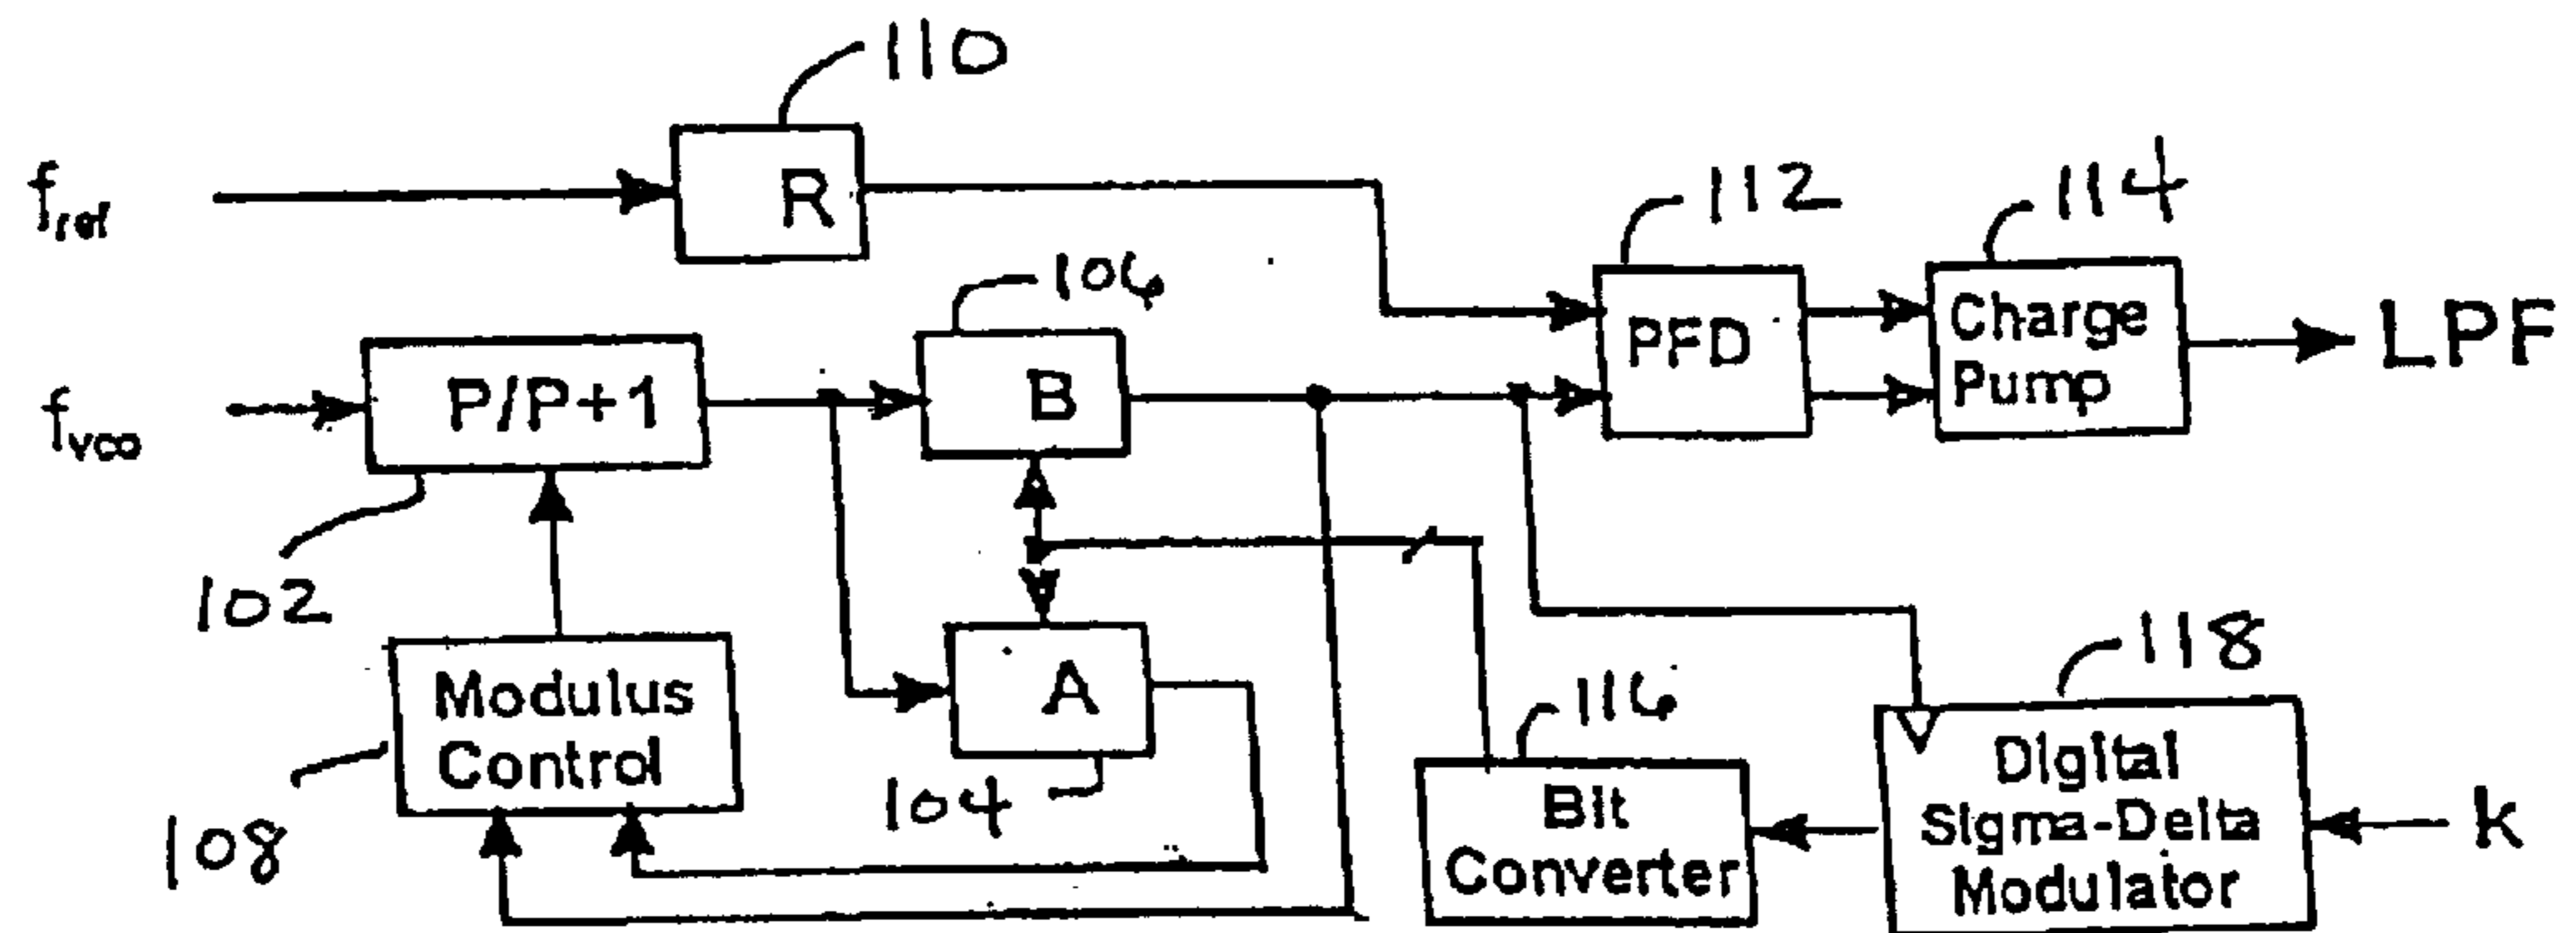 110
f_ref
R
112
114
106
PFD
Charge
Pump
LPF
f_vco
P/P+1
B
102
118
Modulus
Control
A
116
Digital
Sigma-Delta
Modulator
k
108
104
Bit
Converter